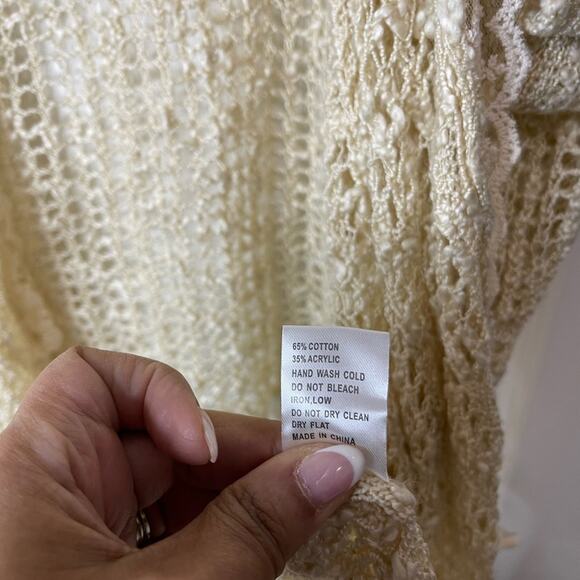 65% COTTON
35% ACRYLIC
HAND WASH COLD
DO NOT BLEACH
IRON,LOW
DO NOT DRY CLEAN
DRY FLAT
MADE IN CHINA